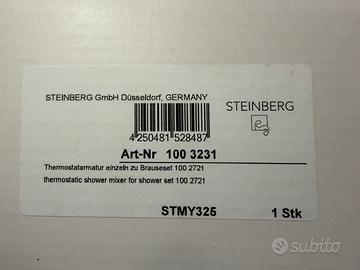 STEINBERG GmbH Düsseldorf, GERMANY
4 250481 528487
STEINBERG
Art-Nr 100 3231
Thermostatarmatur einzeln zu Brauseset 100 2721
thermostatic shower mixer for shower set 100 2721
STMY325 1 Stk
subito